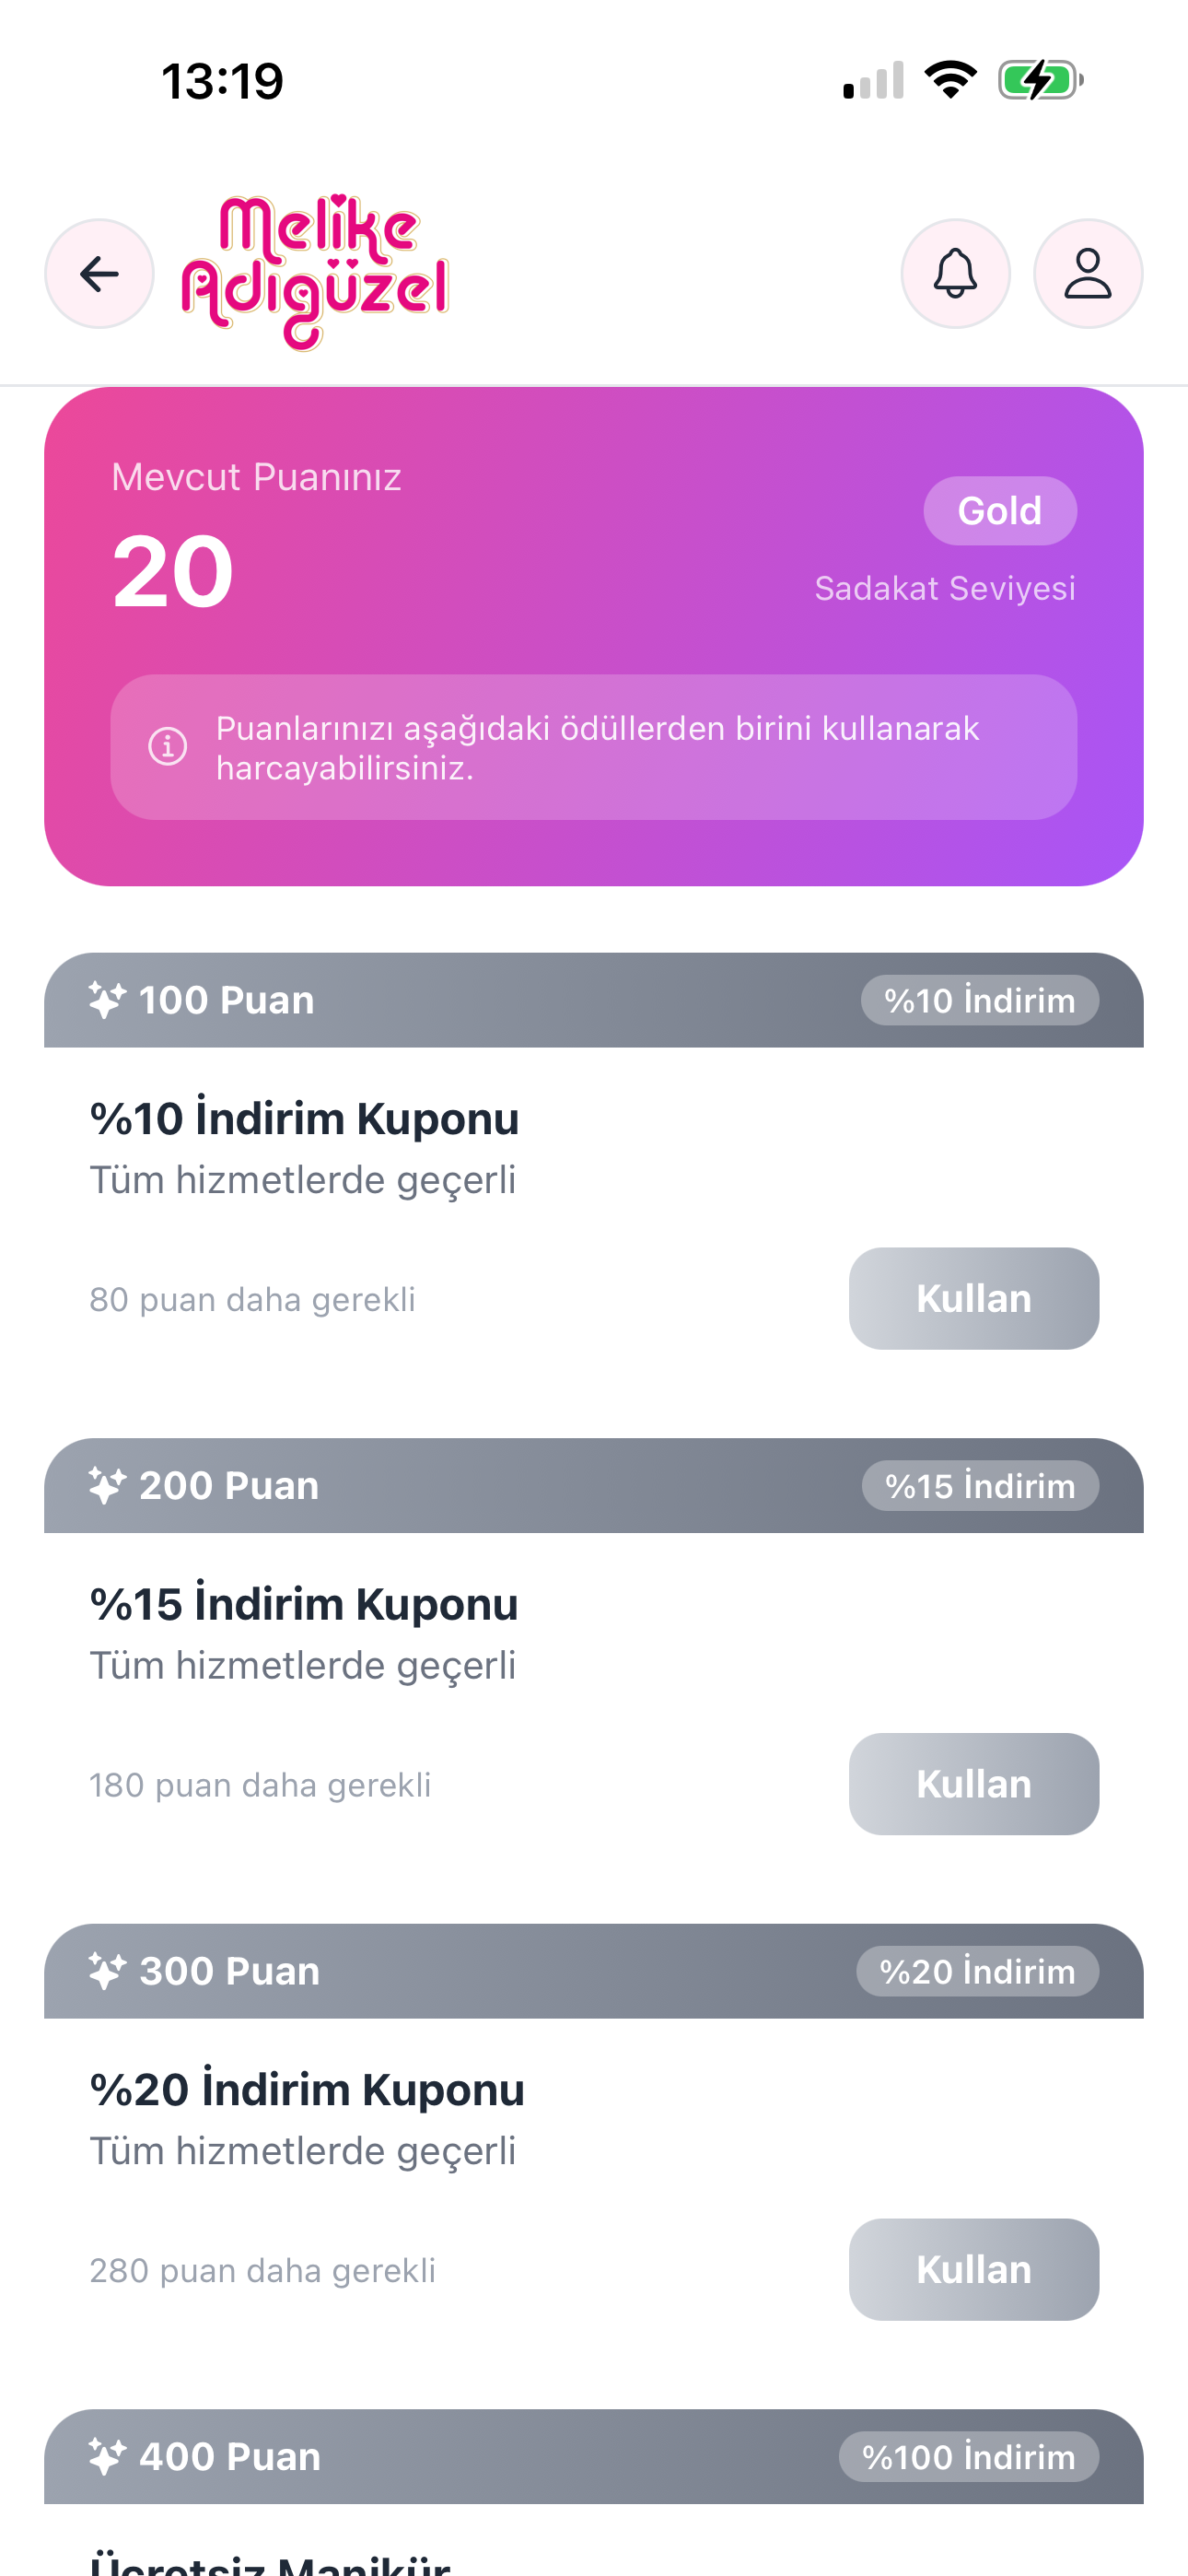 13:19
Melike
Adıgüzel
Mevcut Puanınız
20
Gold
Sadakat Seviyesi
Puanlarınızı aşağıdaki ödüllerden birini kullanarak
harcayabilirsiniz.
100 Puan
%10 İndirim
%10 İndirim Kuponu
Tüm hizmetlerde geçerli
80 puan daha gerekli
Kullan
200 Puan
%15 İndirim
%15 İndirim Kuponu
Tüm hizmetlerde geçerli
180 puan daha gerekli
Kullan
300 Puan
%20 İndirim
%20 İndirim Kuponu
Tüm hizmetlerde geçerli
280 puan daha gerekli
Kullan
400 Puan
%100 İndirim
Ücretsiz Manikür